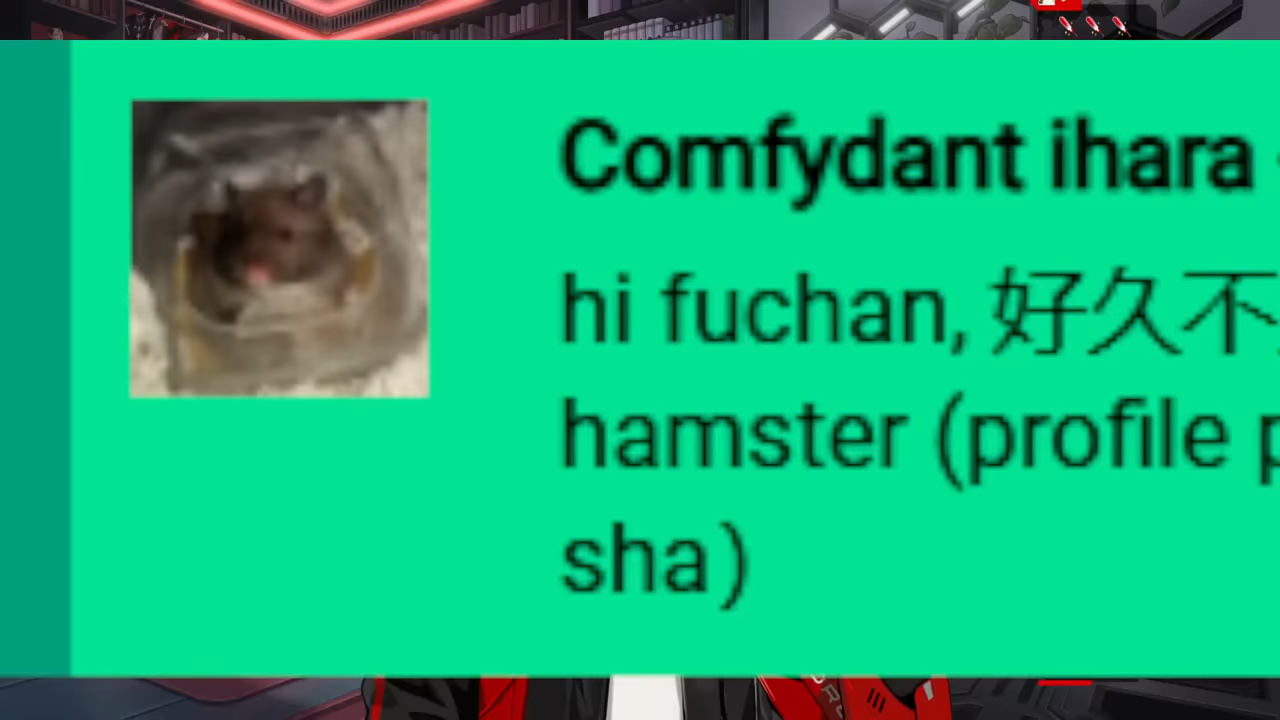 Comfydant ihara
hi fuchan, 好久不
hamster (profile
sha)